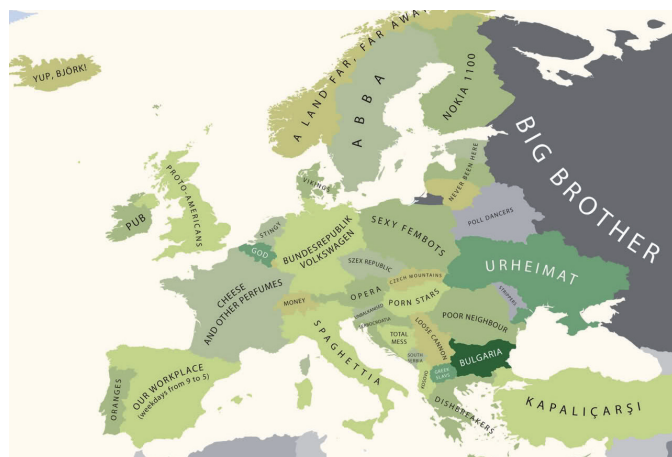 YUP, BJÖRK!
A LAND FAR, FAR AWAY
ABBA
NOKIA 1100
BIG BROTHER
PROTO-AMERICANS
PUB
VIKINGS
NEVER BEEN HERE
STINGY
GOD
BUNDESREPUBLIK
VOLKSWAGEN
SEXY FEMBOTS
POLL DANCERS
URHEIMAT
SZEX REPUBLIC
CZECH MOUNTAINS
CHEESE
AND OTHER PERFUMES
MONEY
OPERA
PORN STARS
STRIPPERS
POOR NEIGHBOUR
SPAGHETTIA
TOTAL
MESS
LOOSE CANNON
SOUTH
SERBIA
KOSOVO
BULGARIA
GREEK
SLAVS
DISHBREAKERS
KAPALIÇARŞI
ORANGES
OUR WORKPLACE
(weekdays from 9 to 5)